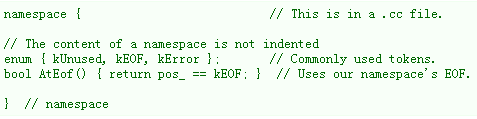 namespace {                             // This is in a .cc file.
// The content of a namespace is not indented
enum { kUnused, kEOF, kError };       // Commonly used tokens.
bool AtEof() { return pos_ == kEOF; }  // Uses our namespace's EOF.
}  // namespace